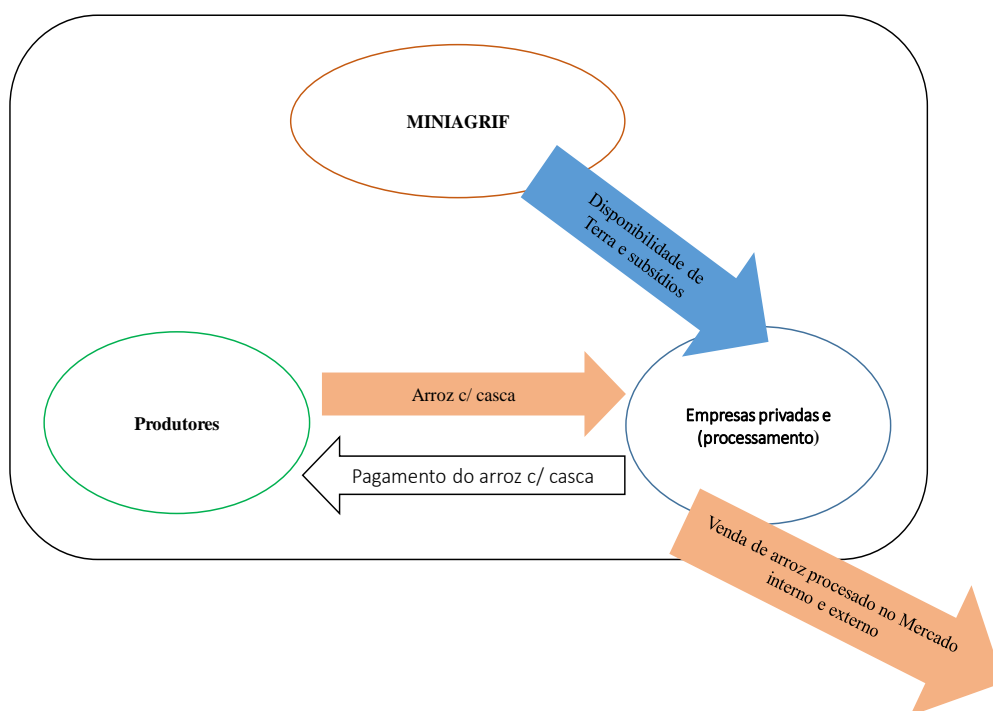 MINIAGRIF
Disponibilidade de
Terra e subsídios
Produtores
Arroz c/ casca
Pagamento do arroz c/ casca
Empresas privadas e
(processamento)
Venda de arroz procesado no Mercado
interno e externo